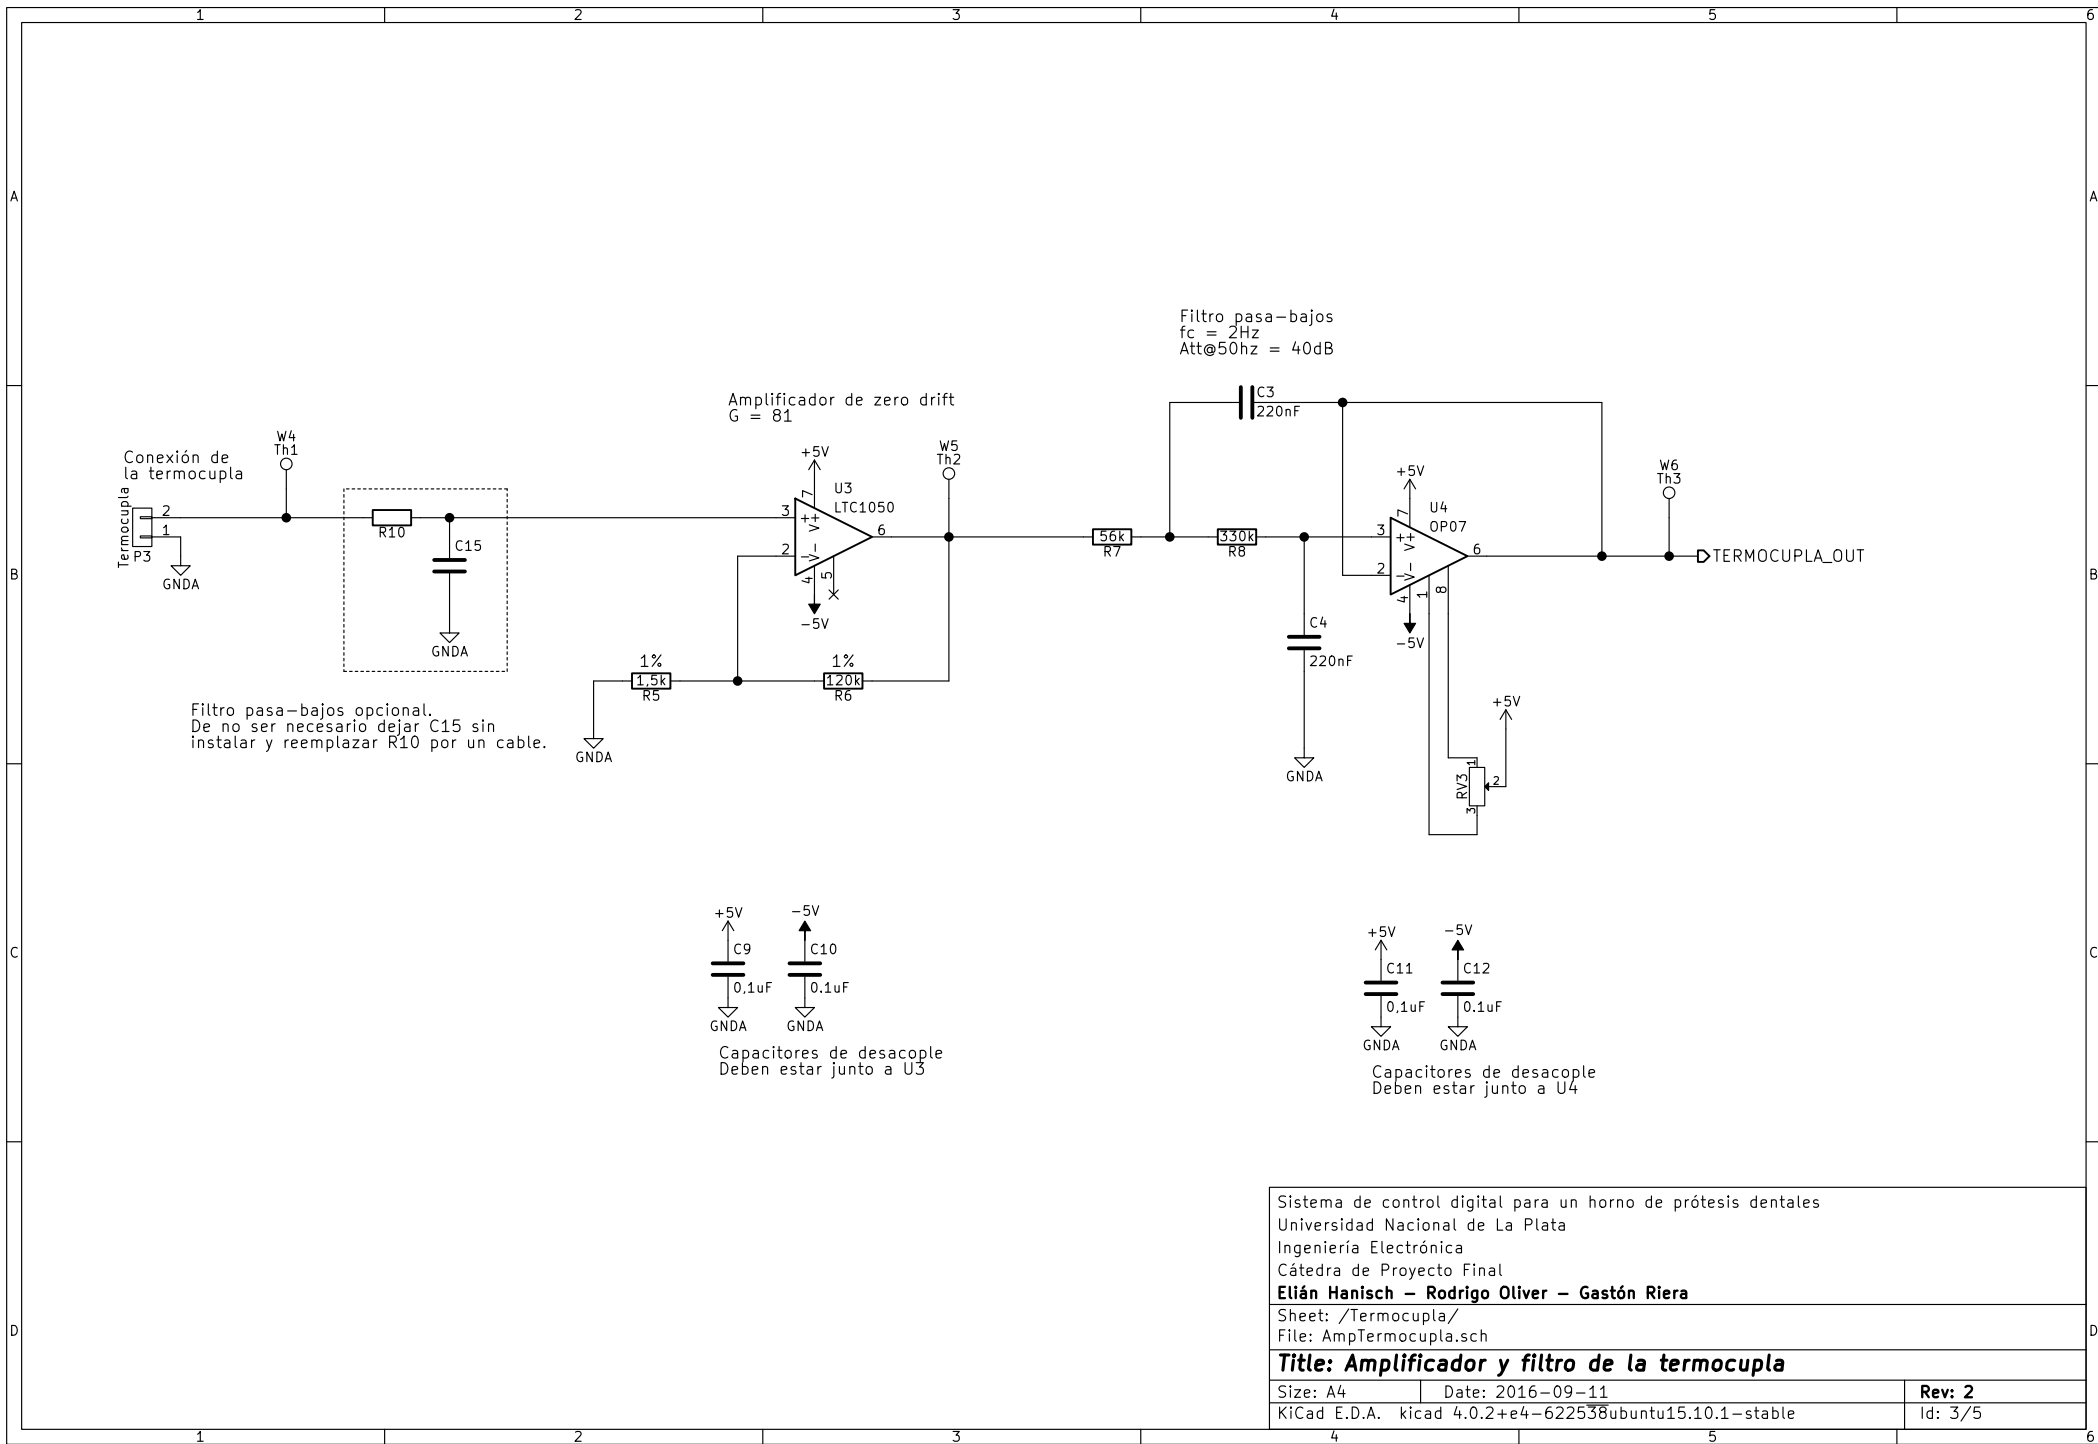 1 2 3 4 5 6
A A
B B
C C
D D
Conexión de
la termocupla
Termocupla
P3
2
1
GNDA
W4
Th1
R10
C15
GNDA
Filtro pasa-bajos opcional.
De no ser necesario dejar C15 sin
instalar y reemplazar R10 por un cable.
Amplificador de zero drift
G = 81
+5V
7
U3
LTC1050
3
2
+
-
V+
V-
6
4
5
-5V
W5
Th2
1%
1,5k
R5
1%
120k
R6
GNDA
Filtro pasa-bajos
fc = 2Hz
Att@50hz = 40dB
C3
220nF
56k
R7
330k
R8
C4
220nF
GNDA
+5V
7
U4
OP07
3
2
+
-
V+
V-
6
4
1
8
-5V
W6
Th3
TERMOCUPLA_OUT
+5V
RV3
1
2
3
+5V
C9
0,1uF
GNDA
-5V
C10
0.1uF
GNDA
Capacitores de desacople
Deben estar junto a U3
+5V
C11
0,1uF
GNDA
-5V
C12
0.1uF
GNDA
Capacitores de desacople
Deben estar junto a U4
Sistema de control digital para un horno de prótesis dentales
Universidad Nacional de La Plata
Ingeniería Electrónica
Cátedra de Proyecto Final
Elián Hanisch - Rodrigo Oliver - Gastón Riera
Sheet: /Termocupla/
File: AmpTermocupla.sch
Title: Amplificador y filtro de la termocupla
Size: A4 Date: 2016-09-11 Rev: 2
KiCad E.D.A. kicad 4.0.2+e4-622538ubuntu15.10.1-stable Id: 3/5
1 2 3 4 5 6